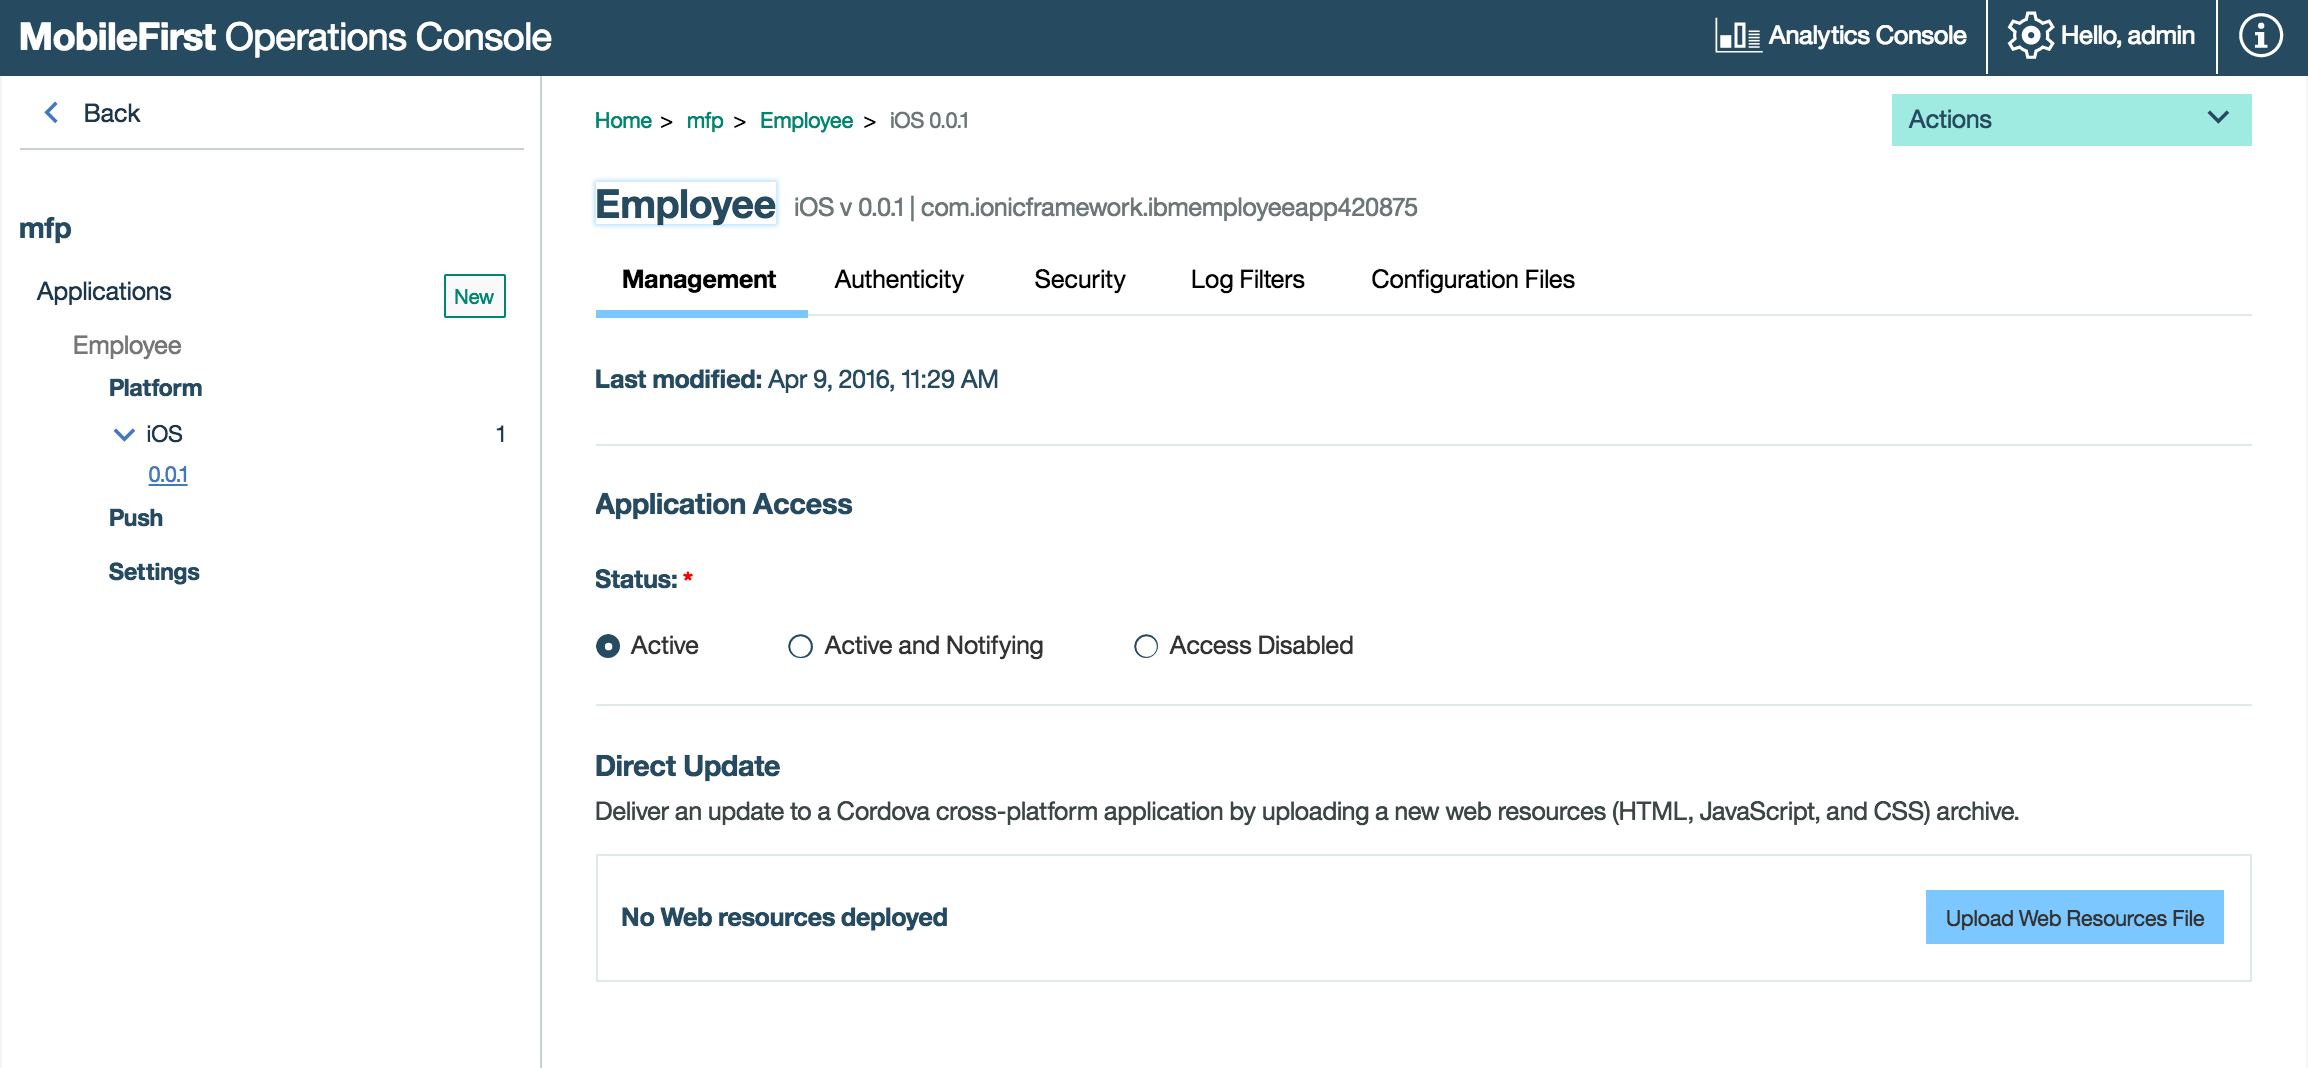 MobileFirst Operations Console
Analytics Console
Hello, admin
Back
mfp
Applications
New
Employee
Platform
iOS 1
0.0.1
Push
Settings
Home > mfp > Employee > iOS 0.0.1
Actions
Employee iOS v 0.0.1 | com.ionicframework.ibmemployeeapp420875
Management Authenticity Security Log Filters Configuration Files
Last modified: Apr 9, 2016, 11:29 AM
Application Access
Status: *
Active Active and Notifying Access Disabled
Direct Update
Deliver an update to a Cordova cross-platform application by uploading a new web resources (HTML, JavaScript, and CSS) archive.
No Web resources deployed
Upload Web Resources File